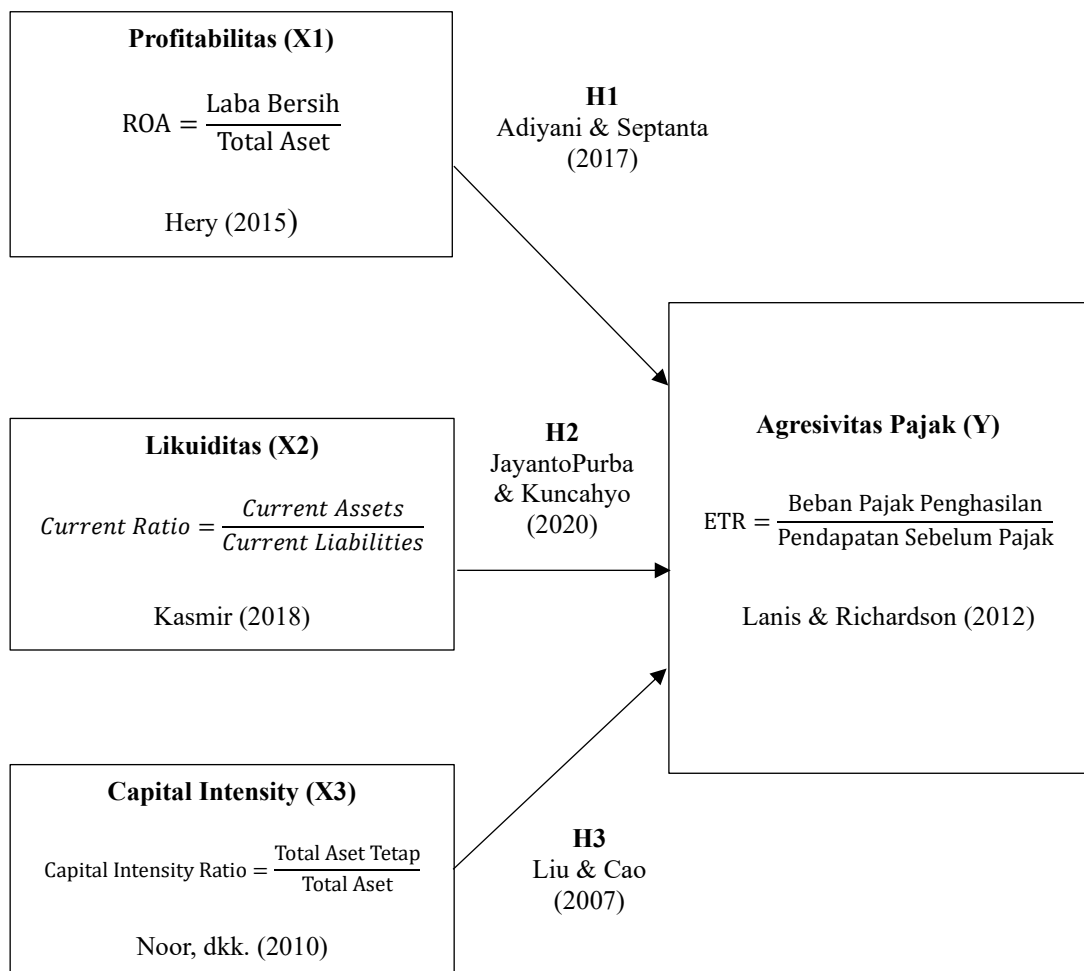 Profitabilitas (X1)
ROA = Laba Bersih / Total Aset
Hery (2015)
H1
Adiyani & Septanta
(2017)
Likuiditas (X2)
Current Ratio = Current Assets / Current Liabilities
Kasmir (2018)
H2
JayantoPurba
& Kuncahyo
(2020)
Agresivitas Pajak (Y)
ETR = Beban Pajak Penghasilan / Pendapatan Sebelum Pajak
Lanis & Richardson (2012)
Capital Intensity (X3)
Capital Intensity Ratio = Total Aset Tetap / Total Aset
Noor, dkk. (2010)
H3
Liu & Cao
(2007)